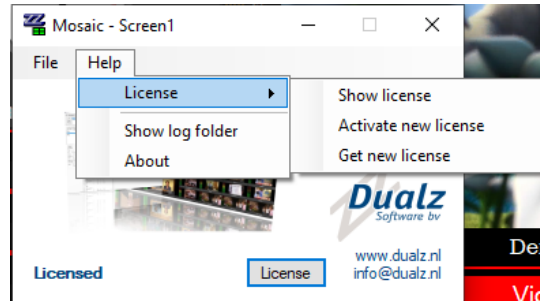 Mosaic - Screen1
File Help
License
Show license
Activate new license
Get new license
Show log folder
About
Dualz
Software bv
www.dualz.nl
info@dualz.nl
Licensed
License